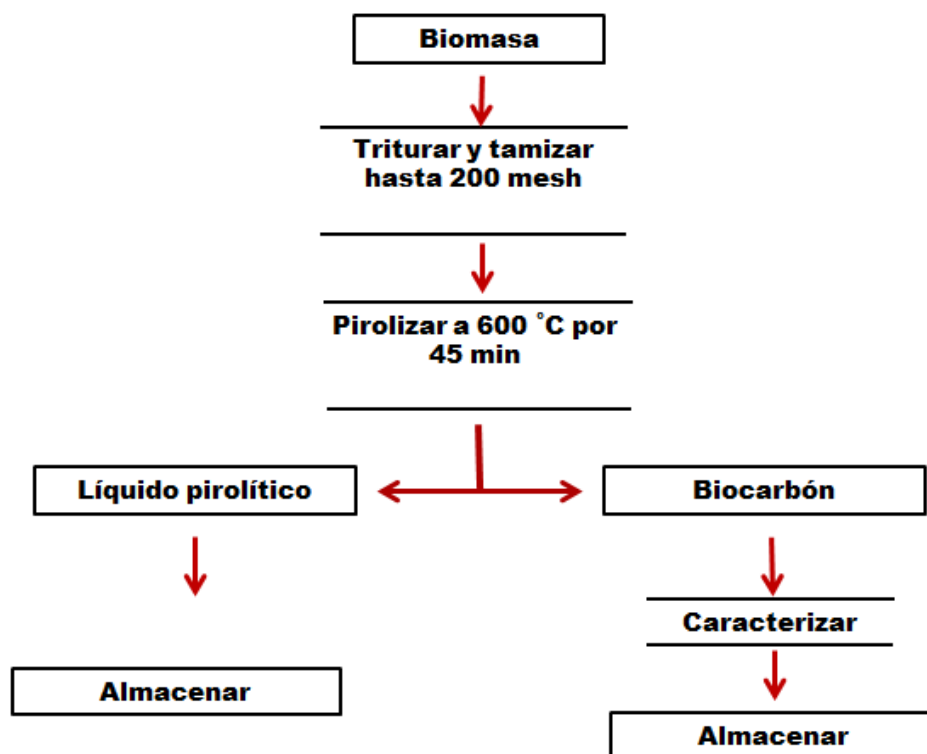 Biomasa
Triturar y tamizar
hasta 200 mesh
Pirolizar a 600 ˚C por
45 min
Líquido pirolítico
Biocarbón
Caracterizar
Almacenar
Almacenar